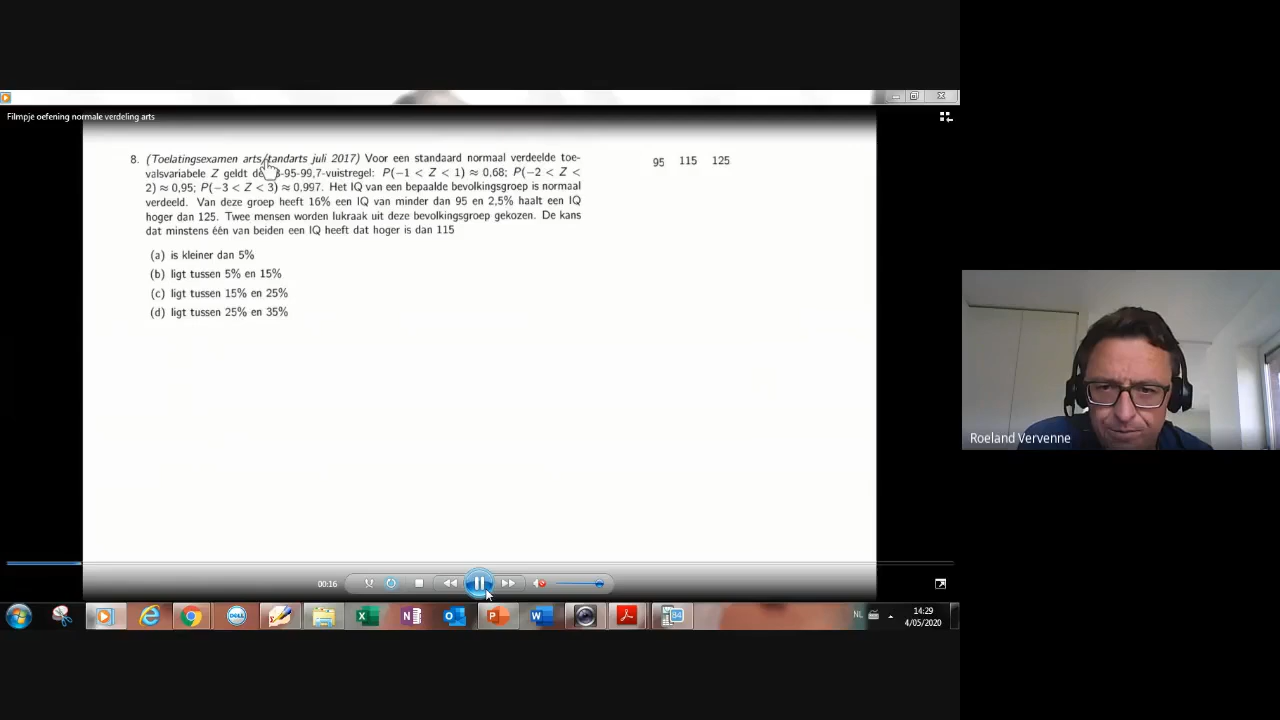 Filmpje oefening normale verdeling arts
8. (Toelatingsexamen arts/tandarts juli 2017) Voor een standaard normaal verdeelde toe-
valsvariabele Z geldt de 8-95-99,7-vuistregel: P(−1 < Z < 1) ≈ 0,68; P(−2 < Z <
2) ≈ 0,95; P(−3 < Z < 3) ≈ 0,997. Het IQ van een bepaalde bevolkingsgroep is normaal
verdeeld. Van deze groep heeft 16% een IQ van minder dan 95 en 2,5% haalt een IQ
hoger dan 125. Twee mensen worden lukraak uit deze bevolkingsgroep gekozen. De kans
dat minstens één van beiden een IQ heeft dat hoger is dan 115
(a) is kleiner dan 5%
(b) ligt tussen 5% en 15%
(c) ligt tussen 15% en 25%
(d) ligt tussen 25% en 35%
95 115 125
Roeland Vervenne
00:16
84
NL
14:29
4/05/2020